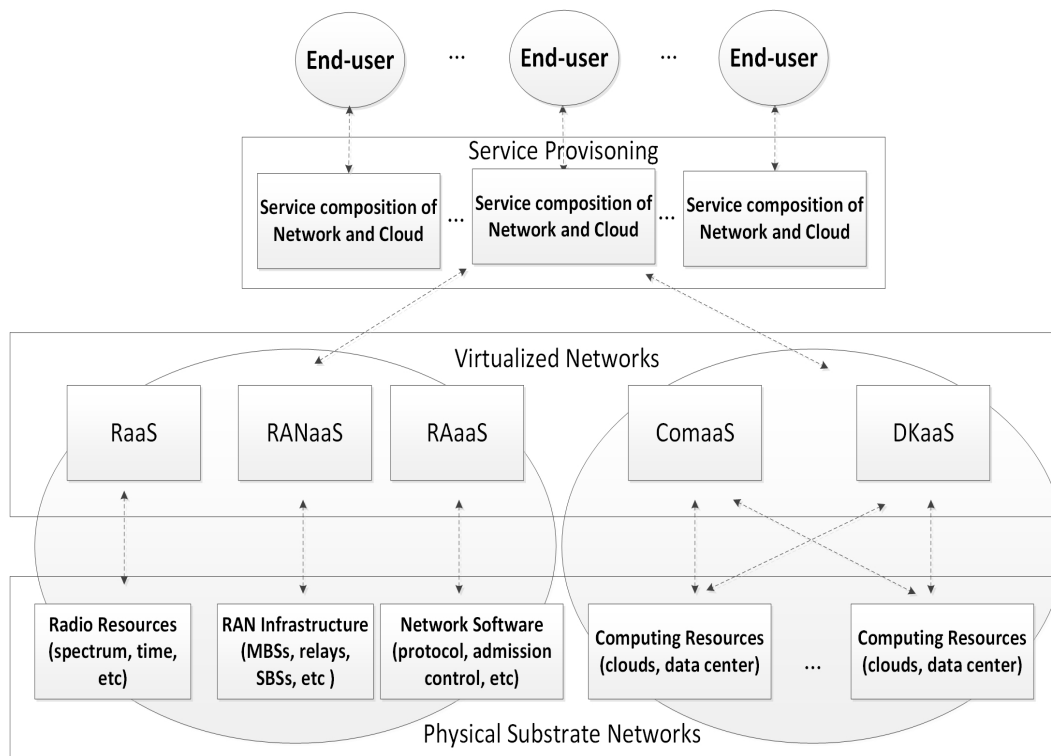 End-user ... End-user ... End-user
Service Provisoning
Service composition of
Network and Cloud
...
Service composition of
Network and Cloud
...
Service composition of
Network and Cloud
Virtualized Networks
RaaS
RANaaS
RAaaS
ComaaS
DKaaS
Radio Resources
(spectrum, time,
etc)
RAN Infrastructure
(MBSs, relays,
SBSs, etc )
Network Software
(protocol, admission
control, etc)
Computing Resources
(clouds, data center)
...
Computing Resources
(clouds, data center)
Physical Substrate Networks